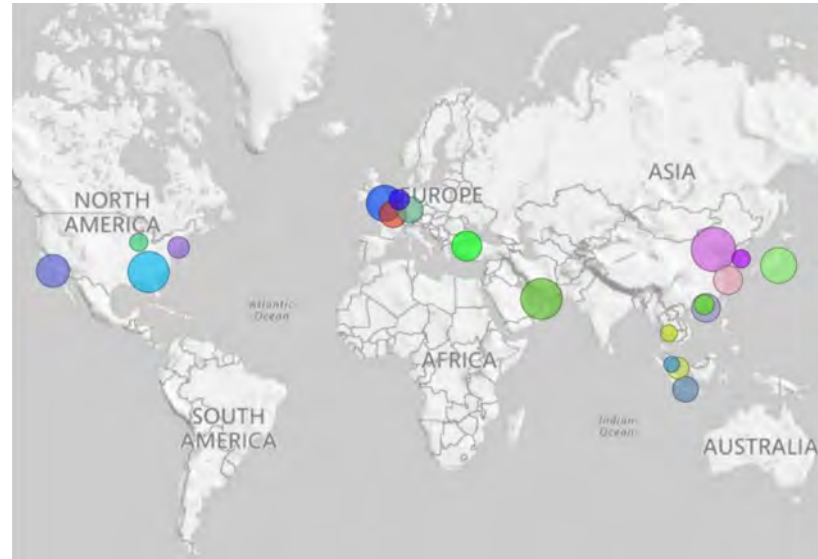 ASIA
NORTH
AMERICA
EUROPE
Atlantic
Ocean
AFRICA
SOUTH
AMERICA
Indian
Ocean
AUSTRALIA